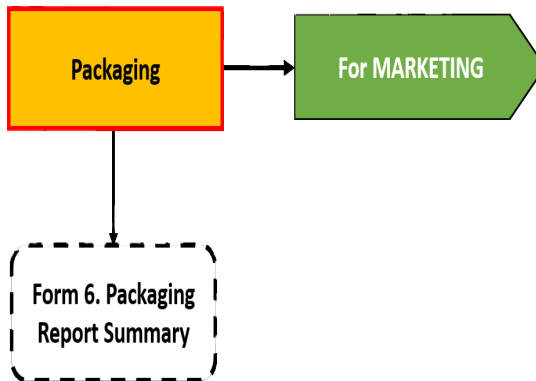 Packaging
For MARKETING
Form 6. Packaging
Report Summary